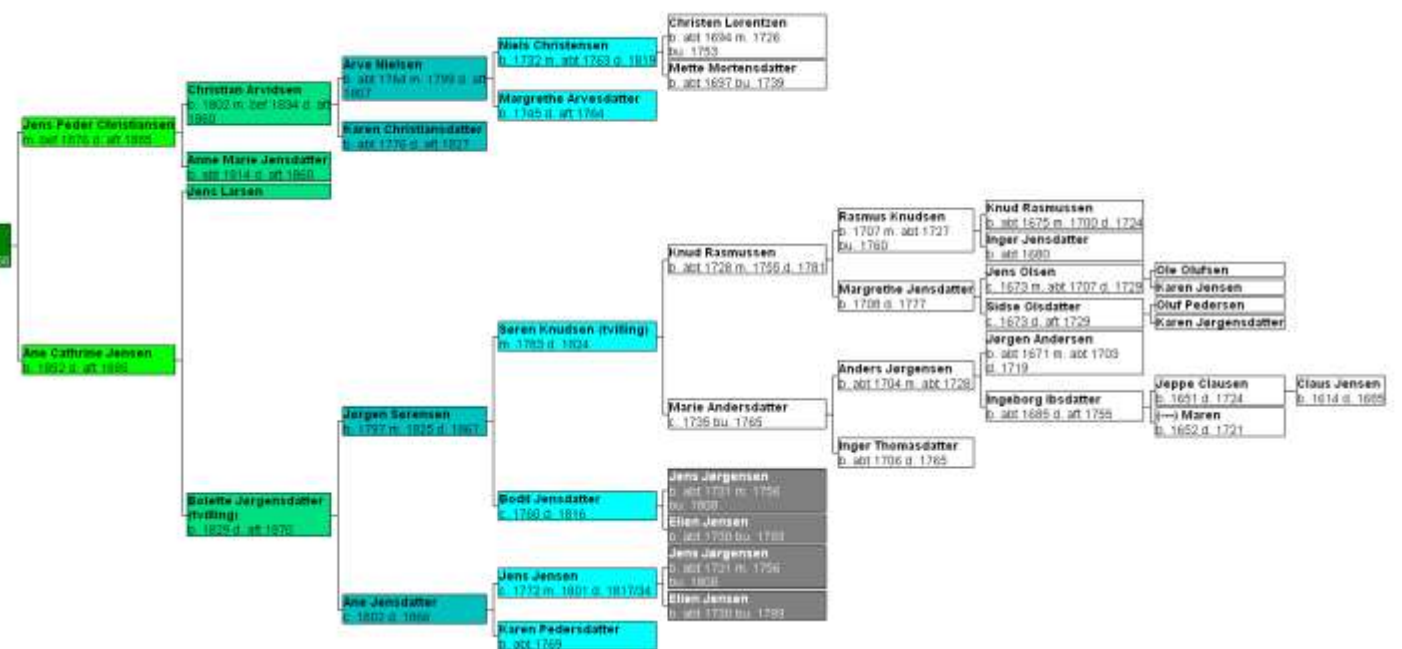 Jens Peder Christiansen
m. bef 1876 d. aft 1885
Ane Cathrine Jensen
b. 1852 d. aft 1885
Christian Arvidsen
b. 1802 m. bef 1834 d. aft
1860
Anne Marie Jensdatter
b. abt 1814 d. aft 1860
Jens Larsen
Bolette Jørgensdatter
(tvilling)
b. 1825 d. aft 1870
Arve Nielsen
b. abt 1764 m. 1799 d. aft
1807
Karen Christiansdatter
b. abt 1776 d. aft 1827
Jørgen Sørensen
b. 1797 m. 1825 d. 1867
Ane Jensdatter
c. 1802 d.
Niels Christensen
b. 1732 m. abt 1763 d. 1819
Margrethe Arvesdatter
b. 1745 d. aft 1764
Søren Knudsen (tvilling)
m. 1783 d. 1824
Bodil Jensdatter
c. 1760 d. 1816
Jens Jensen
c. 1772 m. 1801 d. 1817/34
Karen Pedersdatter
b. abt 1769
Christen Lorentzen
b. abt 1694 m. 1726
bu. 1753
Mette Mortensdatter
b. abt 1697 bu. 1739
Knud Rasmussen
b. abt 1728 m. 1755 d. 1781
Marie Andersdatter
c. 1735 bu. 1765
Jens Jørgensen
b. abt 1731 m. 1756
bu. 1808
Ellen Jensen
b. abt 1730 bu. 1789
Jens Jørgensen
b. abt 1731 m. 1756
bu. 1808
Ellen Jensen
b. abt 1730 bu. 1789
Rasmus Knudsen
b. 1707 m. abt 1727
bu. 1760
Margrethe Jensdatter
b. 1708 d. 1777
Anders Jørgensen
b. abt 1704 m. abt 1728
Inger Thomasdatter
b. abt 1706 d. 1765
Knud Rasmussen
b. abt 1675 m. 1700 d. 1724
Inger Jensdatter
b. abt 1680
Jens Olsen
c. 1673 m. abt 1707 d. 1729
Sidse Olsdatter
c. 1673 d. aft 1729
Jørgen Andersen
b. abt 1671 m. abt 1703
d. 1719
Ingeborg Ibsdatter
b. abt 1685 d. aft 1755
Ole Olufsen
Karen Jensen
Oluf Pedersen
Karen Jørgensdatter
Jeppe Clausen
b. 1651 d. 1724
(---) Maren
b. 1652 d. 1721
Claus Jensen
b. 1614 d. 1685